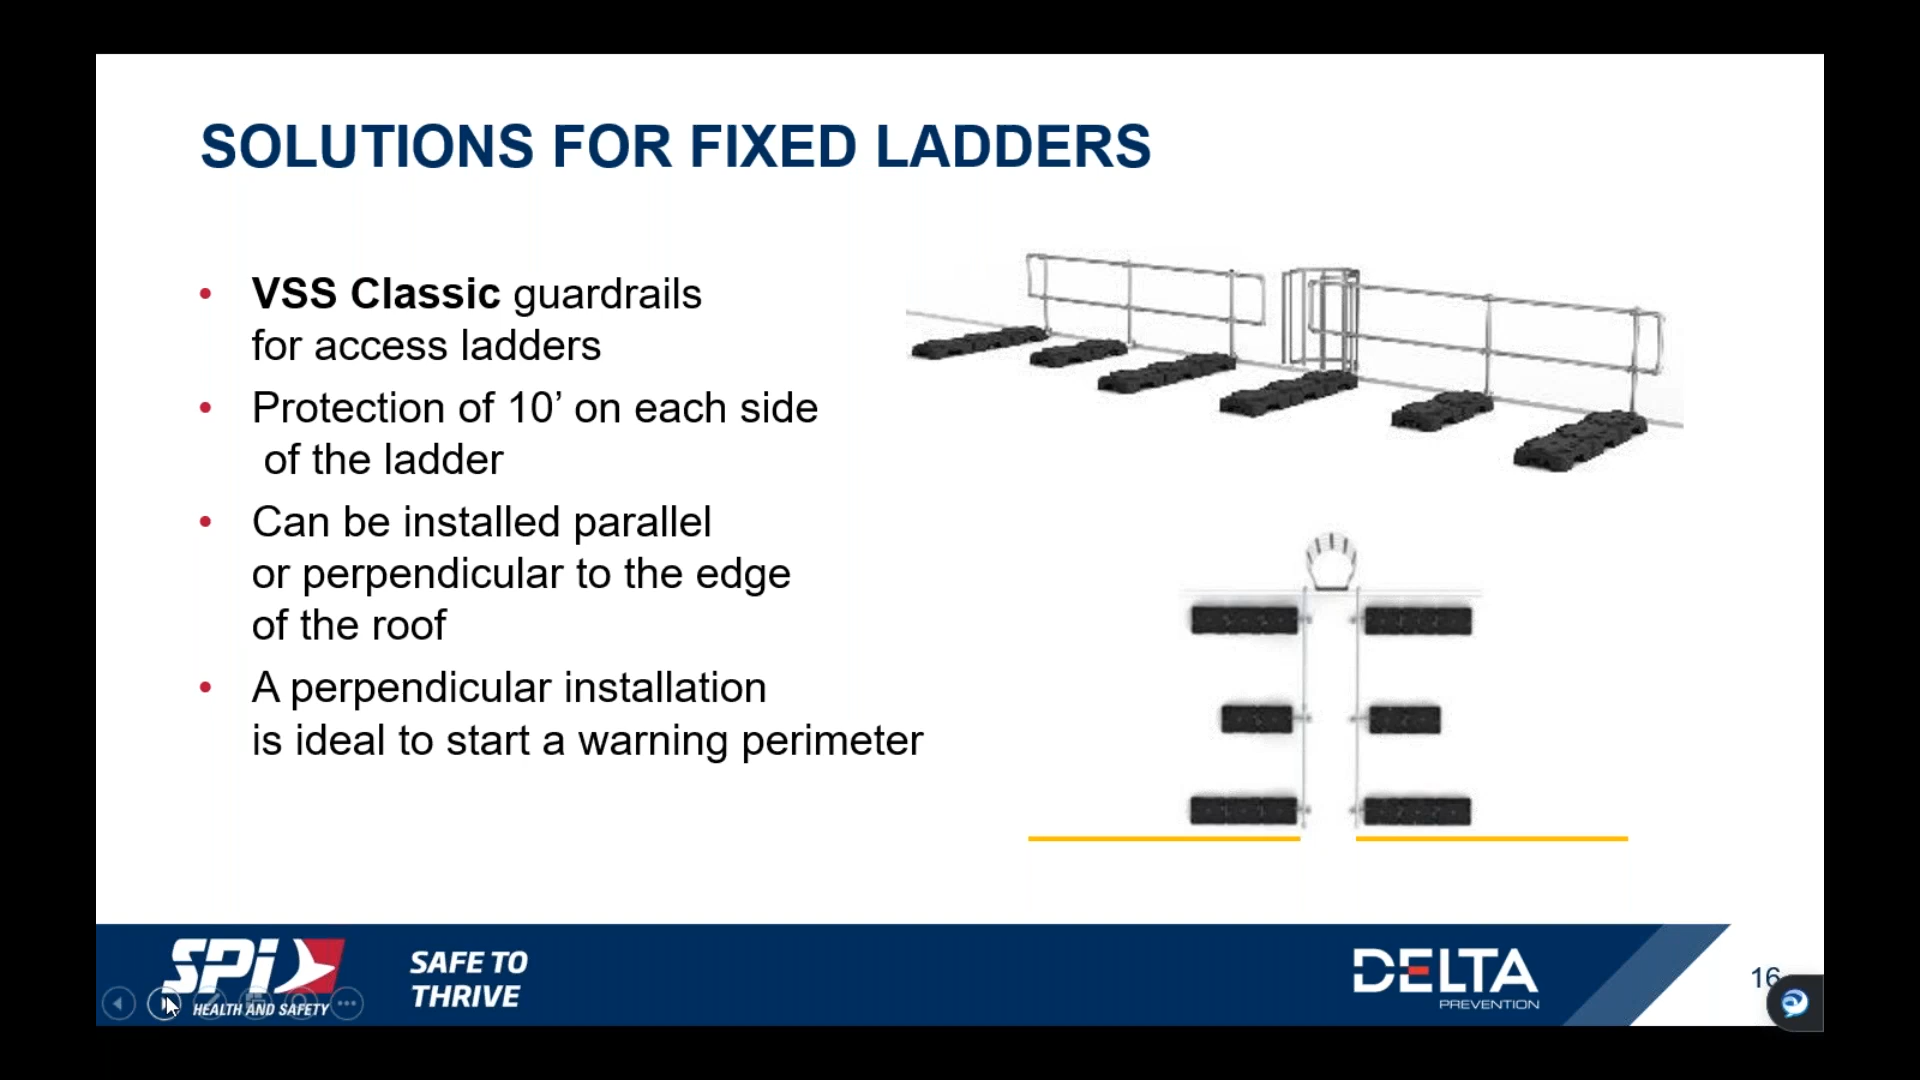 SOLUTIONS FOR FIXED LADDERS
• VSS Classic guardrails
for access ladders
• Protection of 10’ on each side
of the ladder
• Can be installed parallel
or perpendicular to the edge
of the roof
• A perpendicular installation
is ideal to start a warning perimeter
SPi
HEALTH AND SAFETY
SAFE TO
THRIVE
DELTA
PREVENTION
16